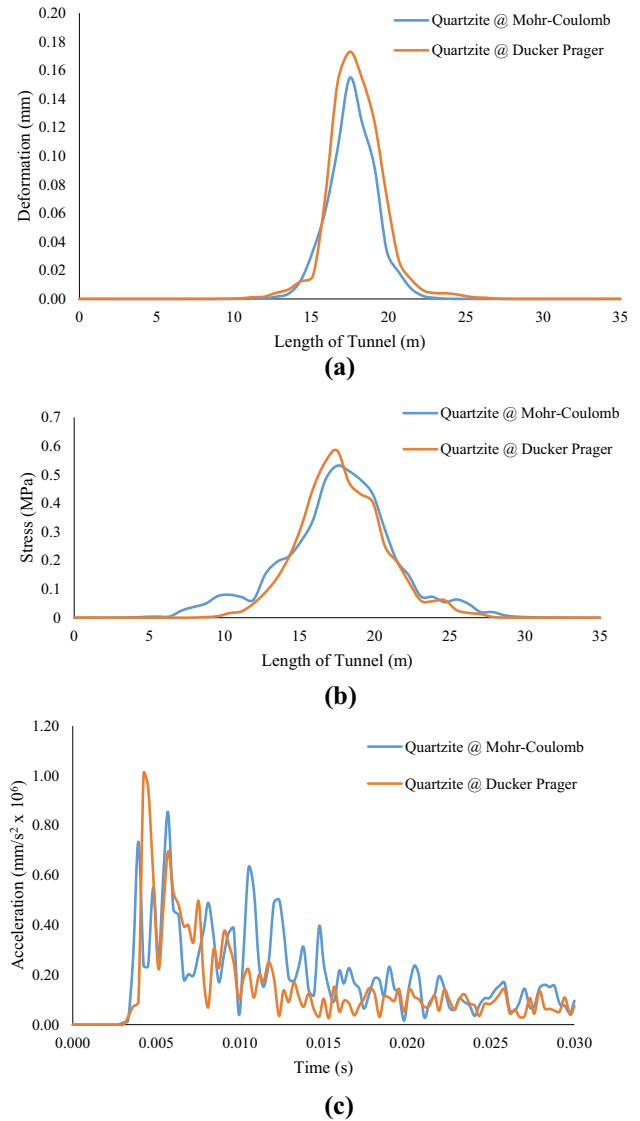 Quartzite @ Mohr-Coulomb
Quartzite @ Ducker Prager
Deformation (mm)
0.20
0.18
0.16
0.14
0.12
0.10
0.08
0.06
0.04
0.02
0.00
0 5 10 15 20 25 30 35
Length of Tunnel (m)
(a)
Quartzite @ Mohr-Coulomb
Quartzite @ Ducker Prager
Stress (MPa)
0.7
0.6
0.5
0.4
0.3
0.2
0.1
0
0 5 10 15 20 25 30 35
Length of Tunnel (m)
(b)
Quartzite @ Mohr-Coulomb
Quartzite @ Ducker Prager
Acceleration (mm/s² x 10⁶)
1.20
1.00
0.80
0.60
0.40
0.20
0.00
0.000 0.005 0.010 0.015 0.020 0.025 0.030
Time (s)
(c)